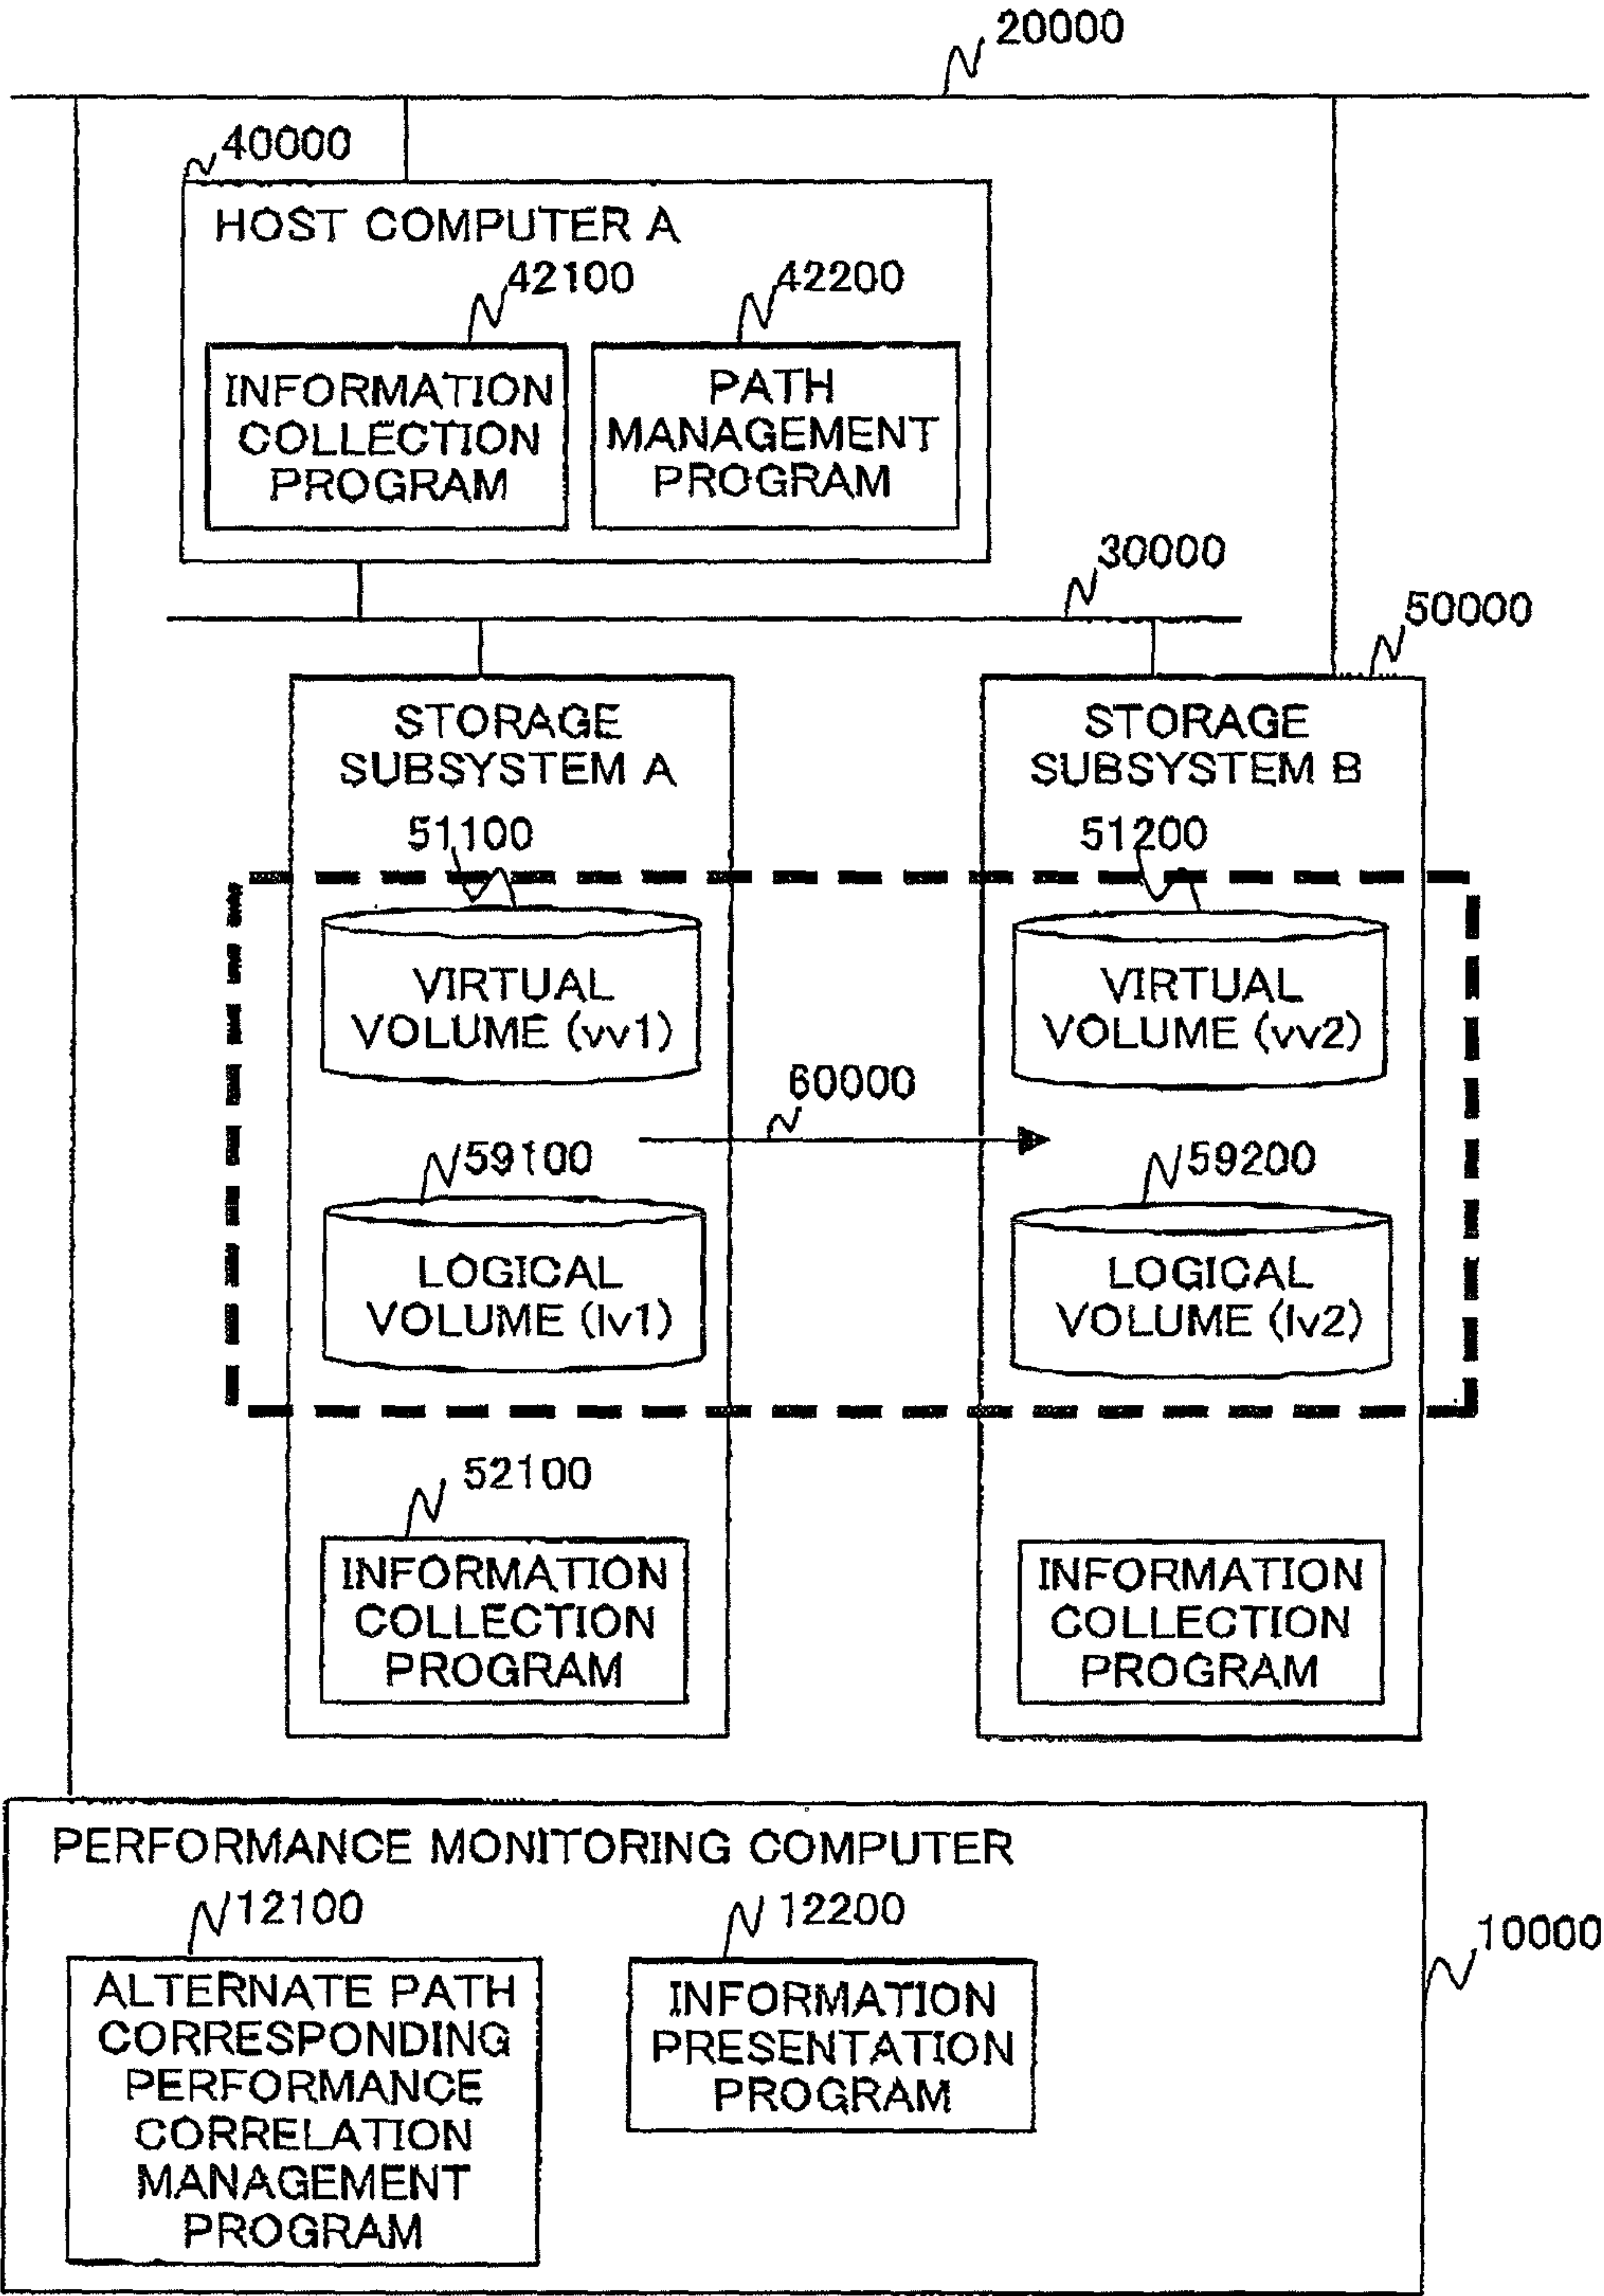 20000
40000
HOST COMPUTER A
42100
42200
INFORMATION
COLLECTION
PROGRAM
PATH
MANAGEMENT
PROGRAM
30000
50000
STORAGE
SUBSYSTEM A
STORAGE
SUBSYSTEM B
51100
51200
VIRTUAL
VOLUME (vv1)
VIRTUAL
VOLUME (vv2)
60000
59100
59200
LOGICAL
VOLUME (lv1)
LOGICAL
VOLUME (lv2)
52100
INFORMATION
COLLECTION
PROGRAM
INFORMATION
COLLECTION
PROGRAM
PERFORMANCE MONITORING COMPUTER
12100
12200
10000
ALTERNATE PATH
CORRESPONDING
PERFORMANCE
CORRELATION
MANAGEMENT
PROGRAM
INFORMATION
PRESENTATION
PROGRAM